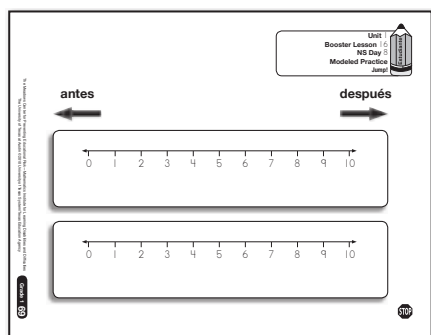 Unit 1
Booster Lesson 16
NS Day 8
Modeled Practice
Jump!
Estudiante
antes
después
0 1 2 3 4 5 6 7 8 9 10
0 1 2 3 4 5 6 7 8 9 10
Grade 1 69
STOP